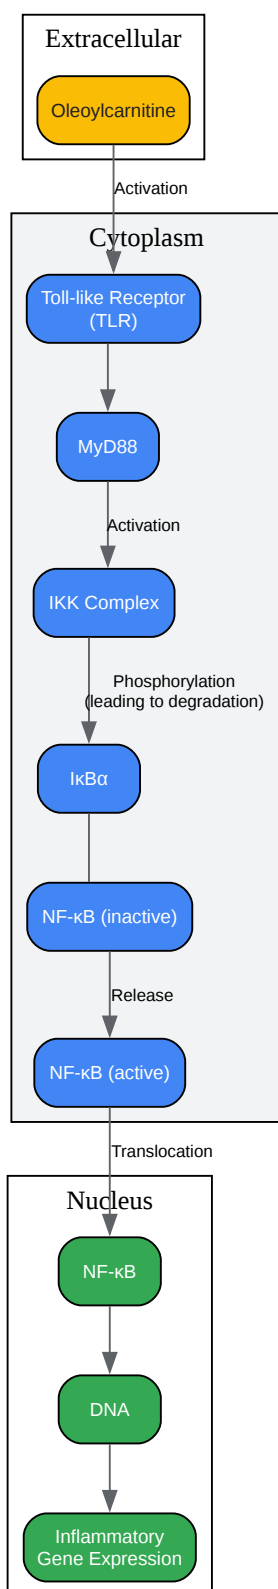 Extracellular
Oleoylcarnitine
Activation
Cytoplasm
Toll-like Receptor
(TLR)
MyD88
Activation
IKK Complex
Phosphorylation
(leading to degradation)
IκBα
NF-κB (inactive)
Release
NF-κB (active)
Translocation
Nucleus
NF-κB
DNA
Inflammatory
Gene Expression